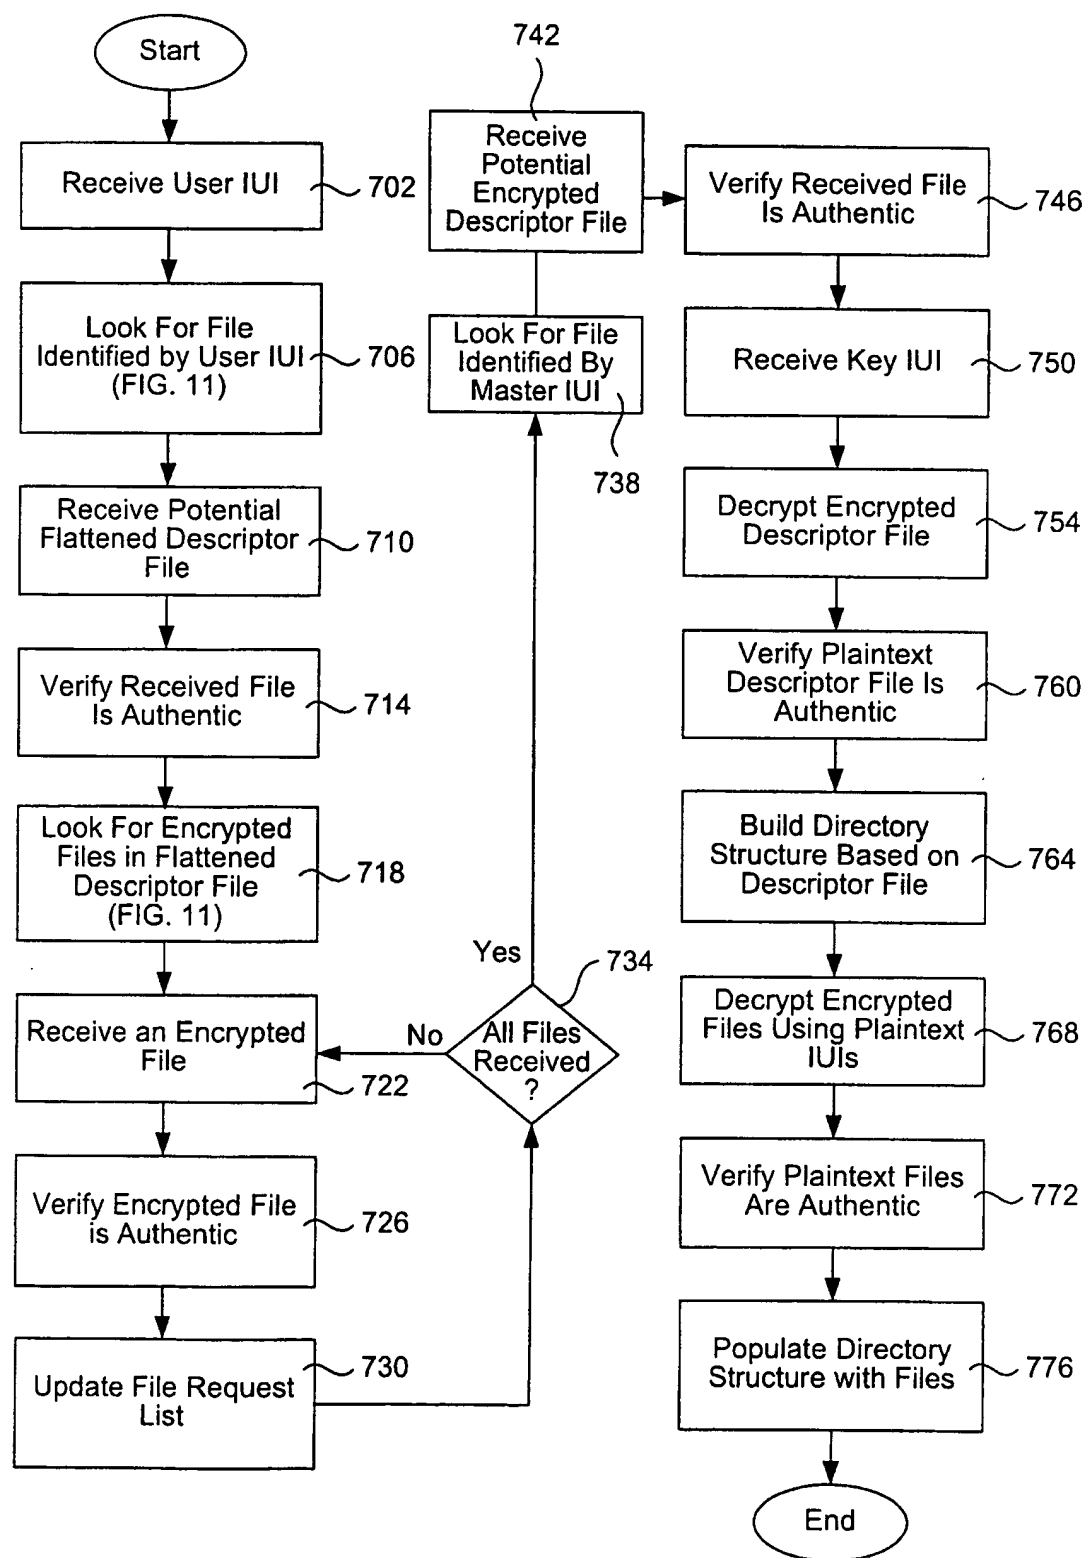 Start
Receive User IUI
702
Look For File
Identified by User IUI
(FIG. 11)
706
Receive Potential
Flattened Descriptor
File
710
Verify Received File
Is Authentic
714
Look For Encrypted
Files in Flattened
Descriptor File
(FIG. 11)
718
Receive an Encrypted
File
722
Verify Encrypted File
is Authentic
726
Update File Request
List
730
All Files
Received
?
734
No
Yes
Look For File
Identified By
Master IUI
738
742
Receive
Potential
Encrypted
Descriptor File
Verify Received File
Is Authentic
746
Receive Key IUI
750
Decrypt Encrypted
Descriptor File
754
Verify Plaintext
Descriptor File Is
Authentic
760
Build Directory
Structure Based on
Descriptor File
764
Decrypt Encrypted
Files Using Plaintext
IUIs
768
Verify Plaintext Files
Are Authentic
772
Populate Directory
Structure with Files
776
End